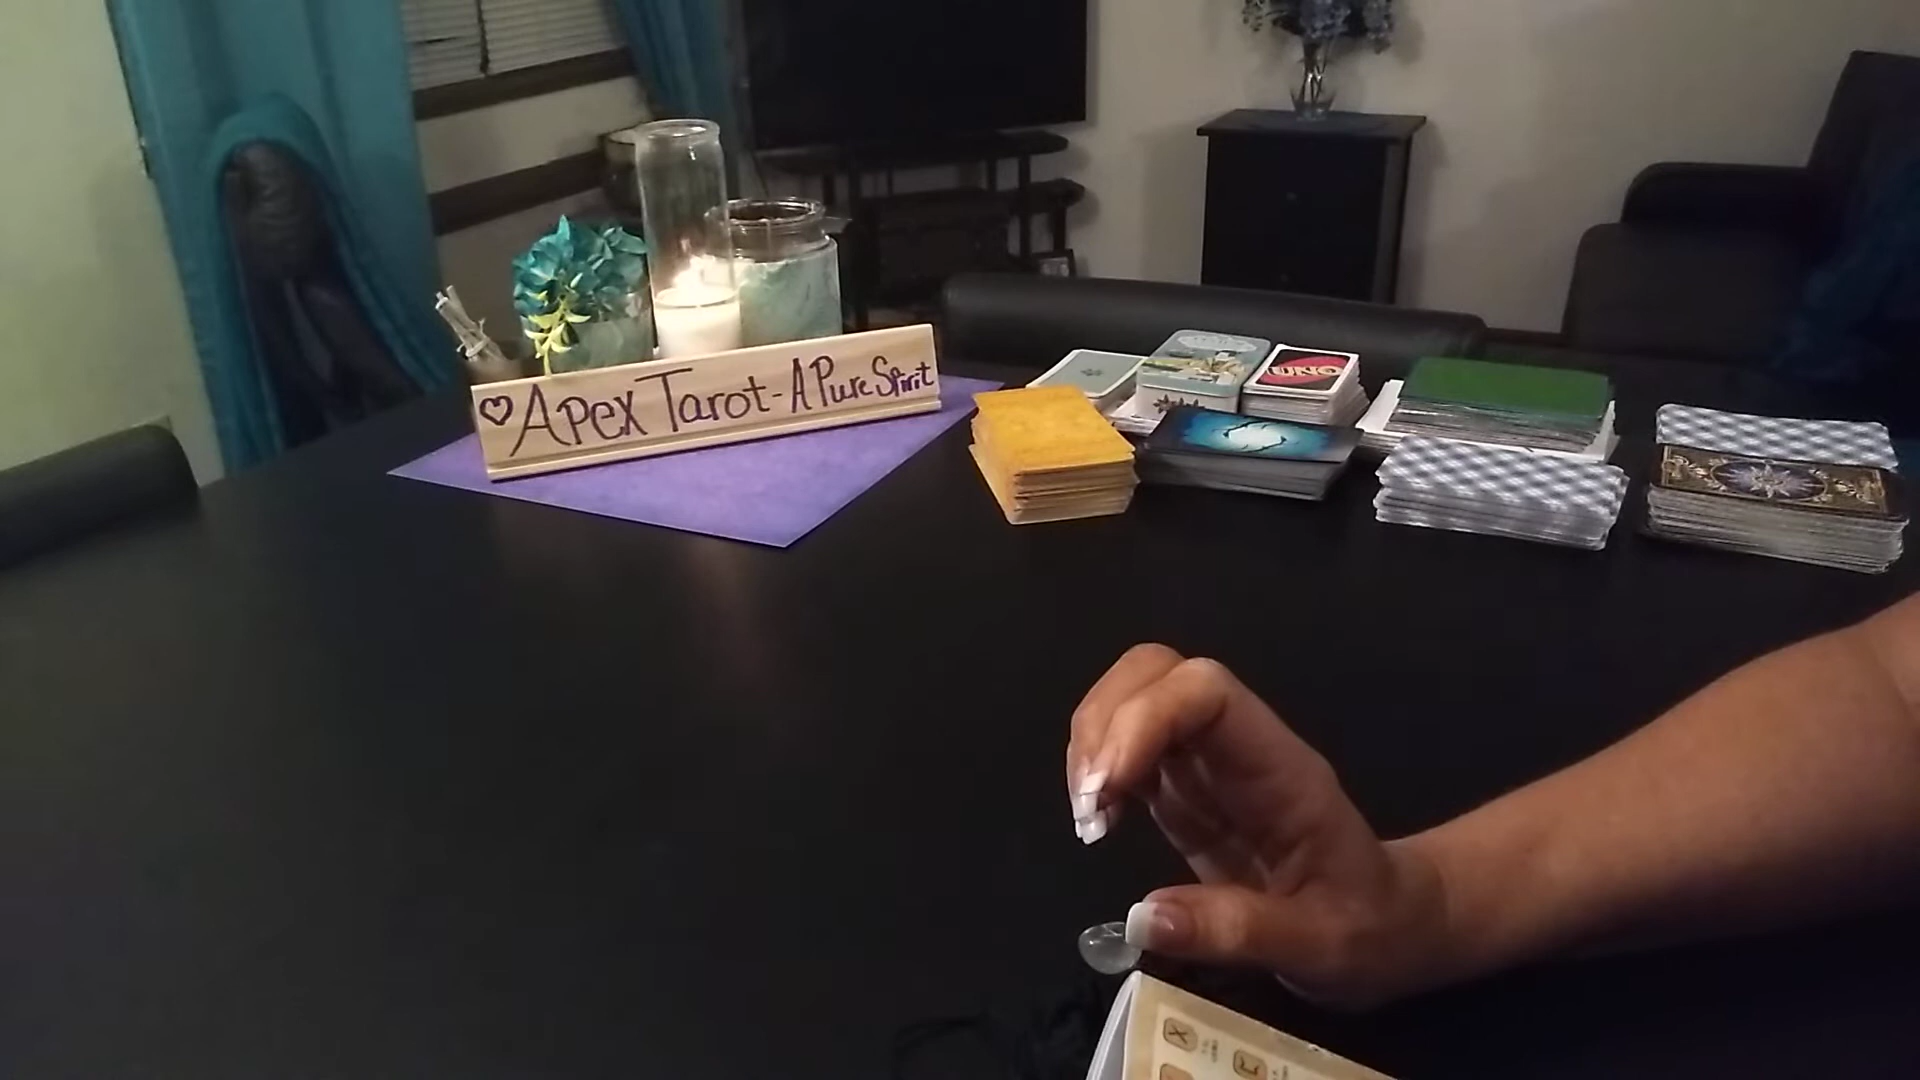 ♡Apex Tarot-A Pure Spirit
UNO